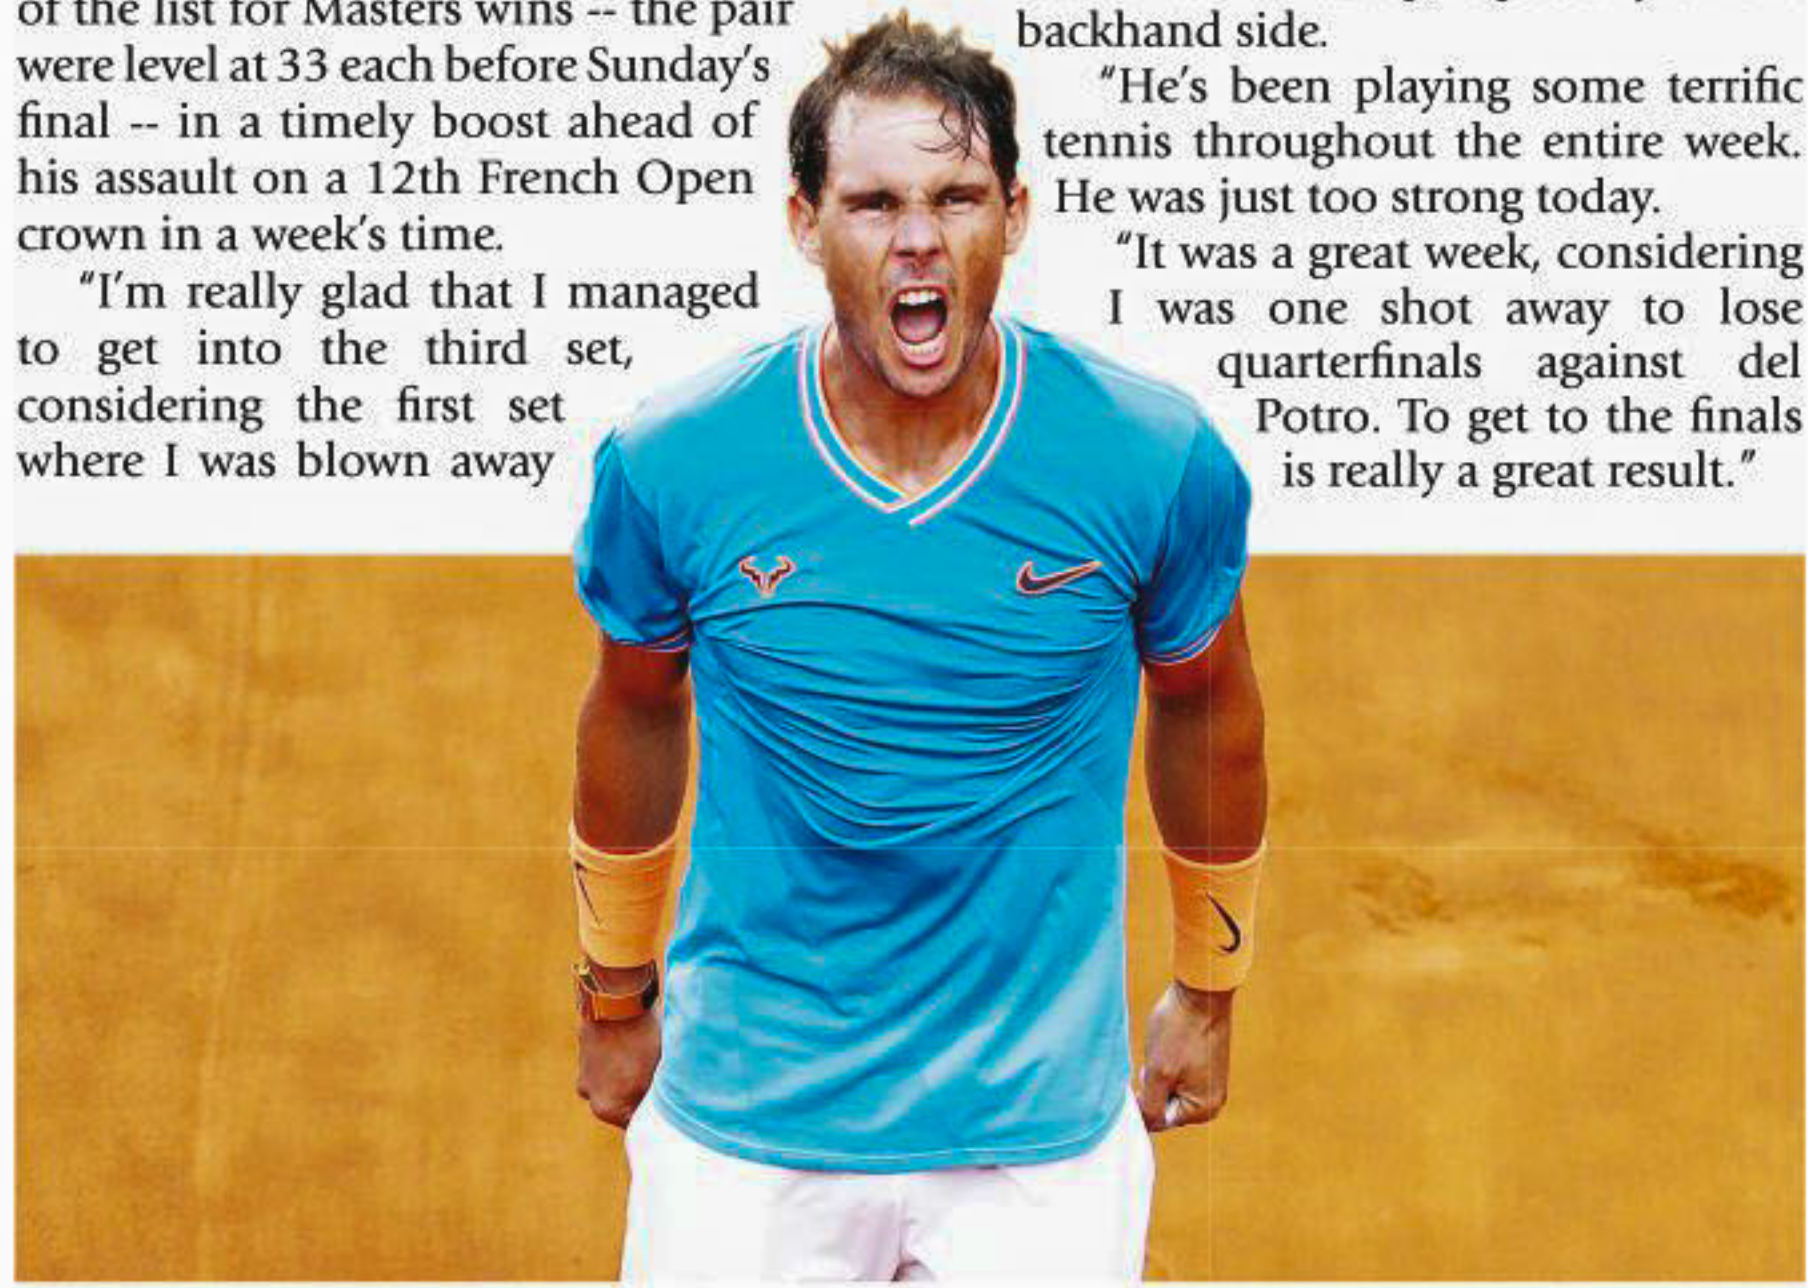 of the list for Masters wins -- the pair
were level at 33 each before Sunday's
final -- in a timely boost ahead of
his assault on a 12th French Open
crown in a week's time.
"I'm really glad that I managed
to get into the third set,
considering the first set
where I was blown away
backhand side.
"He's been playing some terrific
tennis throughout the entire week.
He was just too strong today.
"It was a great week, considering
I was one shot away to lose
quarterfinals against del
Potro. To get to the finals
is really a great result."